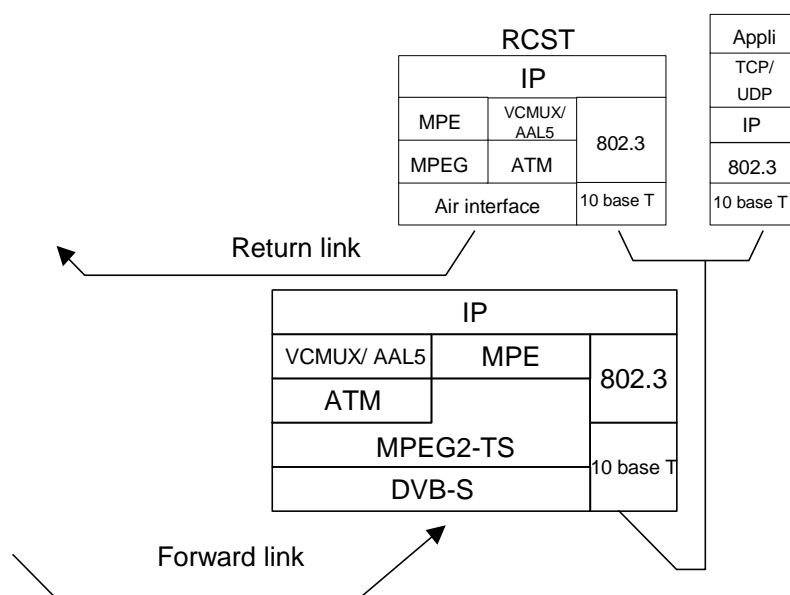 RCST
IP
MPE
VCMUX/
AAL5
802.3
MPEG
ATM
Air interface
10 base T
Appli
TCP/
UDP
IP
802.3
10 base T
Return link
IP
VCMUX/ AAL5
MPE
802.3
ATM
MPEG2-TS
10 base T
DVB-S
Forward link